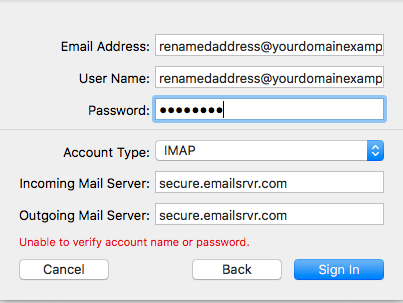 Email Address: renamedaddress@yourdomainexamp
User Name: renamedaddress@yourdomainexamp
Password: ●●●●●●●●
Account Type: IMAP
Incoming Mail Server: secure.emailsrvr.com
Outgoing Mail Server: secure.emailsrvr.com
Unable to verify account name or password.
Cancel Back Sign In